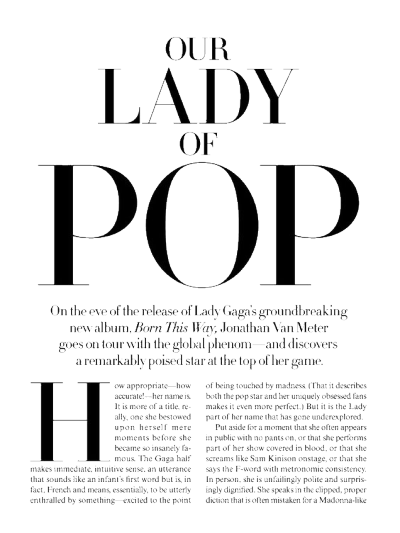 OUR
LADY
OF
POP
On the eve of the release of Lady Gaga's groundbreaking
new album, Born This Way, Jonathan Van Meter
goes on tour with the global phenom—and discovers
a remarkably poised star at the top of her game.
How appropriate—how
accurate!—her name is.
It is more of a title, re-
ally, one she bestowed
upon herself mere
moments before she
became so insanely fa-
mous. The Gaga half
makes immediate, intuitive sense, an utterance
that sounds like an infant's first word but is, in
fact, French and means, essentially, to be utterly
enthralled by something—excited to the point
of being touched by madness. (That it describes
both the pop star and her uniquely obsessed fans
makes it even more perfect.) But it is the Lady
part of her name that has gone underexplored.
Put aside for a moment that she often appears
in public with no pants on, or that she performs
part of her show covered in blood, or that she
screams like Sam Kinison onstage, or that she
says the F-word with metronomic consistency.
In person, she is unfailingly polite and surpris-
ingly dignified. She speaks in the clipped, proper
diction that is often mistaken for a Madonna-like